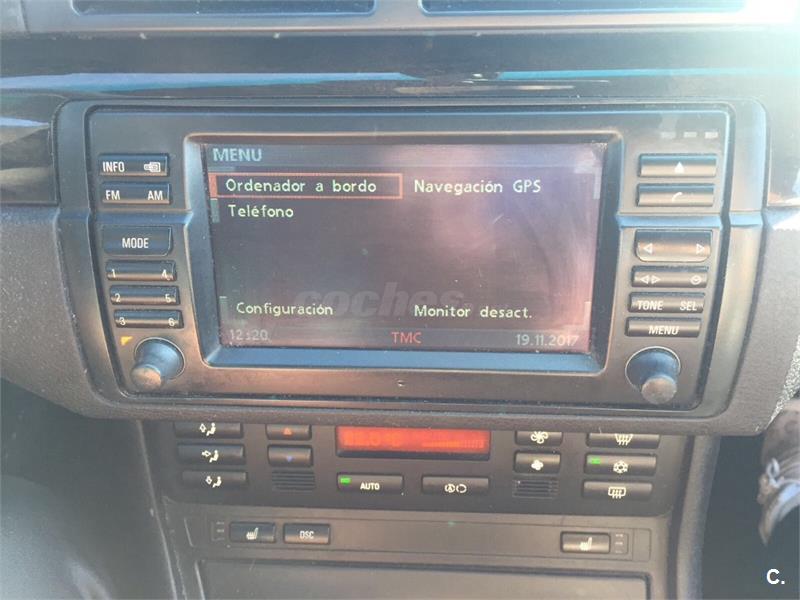 MENU
INFO
Ordenador a bordo
Navegación GPS
FM AM
Teléfono
MODE
1 4
2 5
TONE SEL
3 6
Configuración
Monitor desact.
MENU
12:20
TMC
19.11.2017
coches
AUTO
DSC
C.